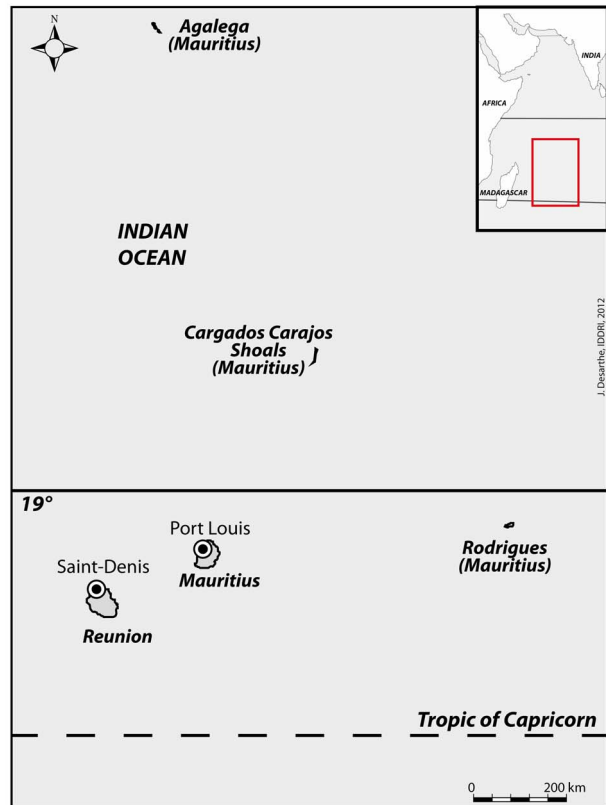 N
Agalega
(Mauritius)
INDIA
AFRICA
MADAGASCAR
INDIAN
OCEAN
Cargados Carajos
Shoals
(Mauritius)
J. Desarthe, IDDRI, 2012
19°
Port Louis
Mauritius
Saint-Denis
Reunion
Rodrigues
(Mauritius)
Tropic of Capricorn
0 200 km